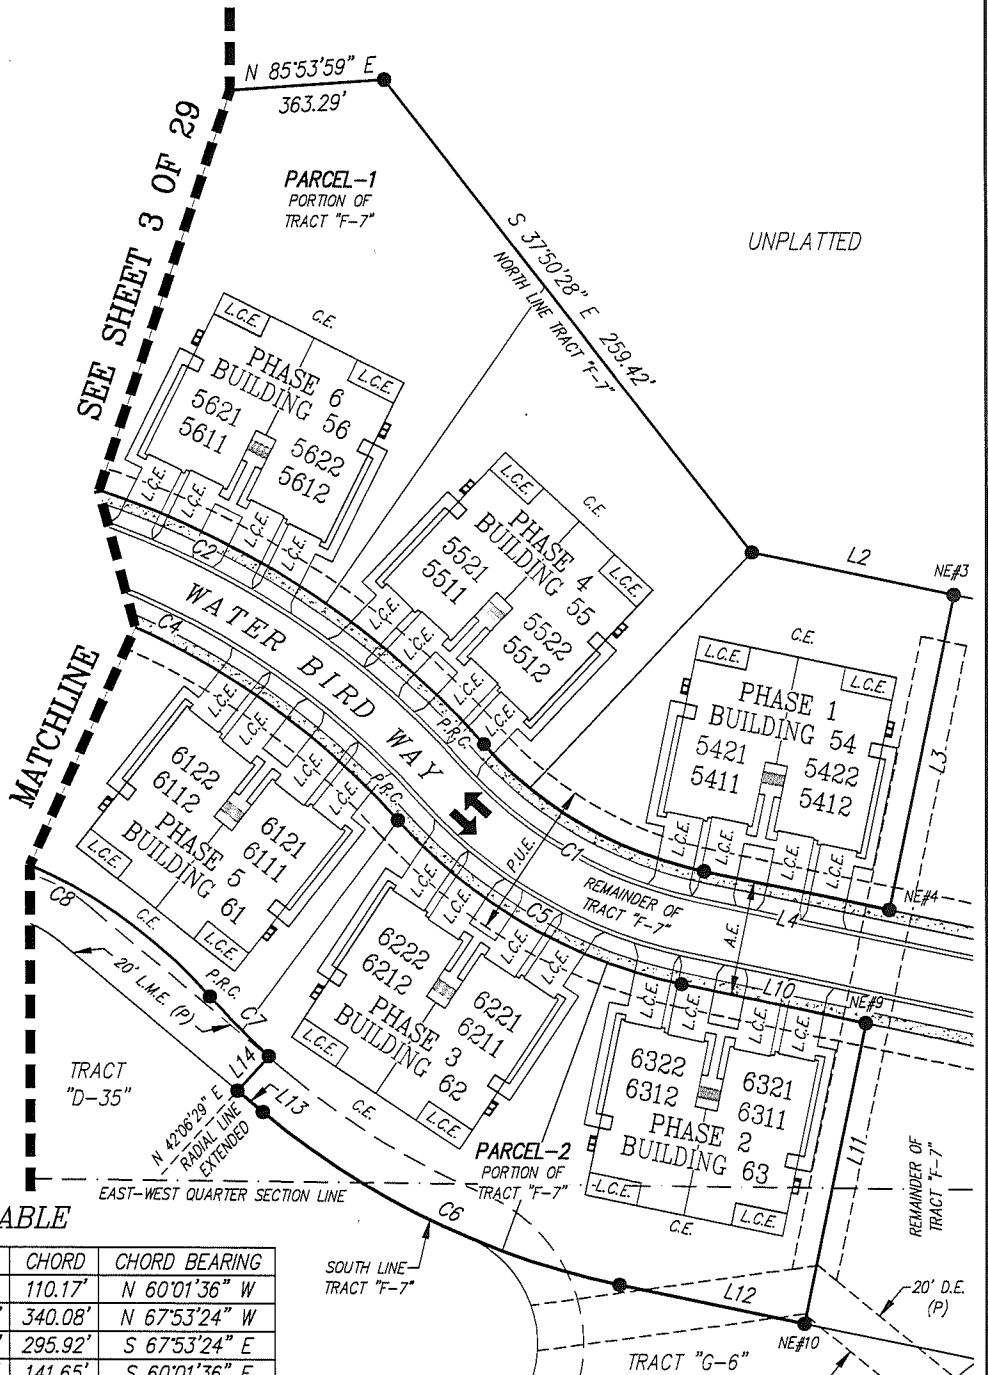 N 85°53'59" E
363.29'
SEE SHEET 3 OF 29
PARCEL-1
PORTION OF
TRACT "F-7"
UNPLATTED
S 37°50'28" E 259.42'
NORTH LINE TRACT "F-7"
L.C.E.
C.E.
L.C.E.
PHASE 6
BUILDING 56
5621
5611
5622
5612
L.C.E.
L.C.E.
L.C.E.
L.C.E.
C2
L.C.E.
C.E.
L.C.E.
PHASE 4
BUILDING 55
5521
5511
5522
5512
L.C.E.
L.C.E.
L.C.E.
L.C.E.
P.R.C.
L2
NE#3
C.E.
L.C.E.
L.C.E.
PHASE 1
BUILDING 54
5421
5411
5422
5412
L.C.E.
L.C.E.
L.C.E.
L.C.E.
L3
NE#4
WATER BIRD WAY
C4
MATCHLINE
L.C.E.
L.C.E.
L.C.E.
L.C.E.
P.R.C.
6122
6112
6121
6111
PHASE 5
BUILDING 61
L.C.E.
C.E.
L.C.E.
P.U.E.
C1
REMAINDER OF
TRACT "F-7"
A.E.
L4
C5
L10
NE#9
L.C.E.
L.C.E.
L.C.E.
L.C.E.
6222
6212
6221
6211
PHASE 3
BUILDING 62
L.C.E.
C.E.
L.C.E.
L.C.E.
L.C.E.
L.C.E.
L.C.E.
6322
6312
6321
6311
PHASE 2
BUILDING 63
L.C.E.
C.E.
L.C.E.
L11
C8
P.R.C.
20' L.M.E.
(P)
C7
L14
L13
TRACT
"D-35"
N 42°06'29" E
RADIAL LINE
EXTENDED
PARCEL-2
PORTION OF
TRACT "F-7"
EAST-WEST QUARTER SECTION LINE
REMAINDER OF
TRACT "F-7"
C6
SOUTH LINE
TRACT "F-7"
L12
20' D.E.
(P)
NE#10
TRACT "G-6"
ABLE
CHORD CHORD BEARING
110.17' N 60°01'36" W
' 340.08' N 67°53'24" W
' 295.92' S 67°53'24" E
141.65' S 60°01'36" E